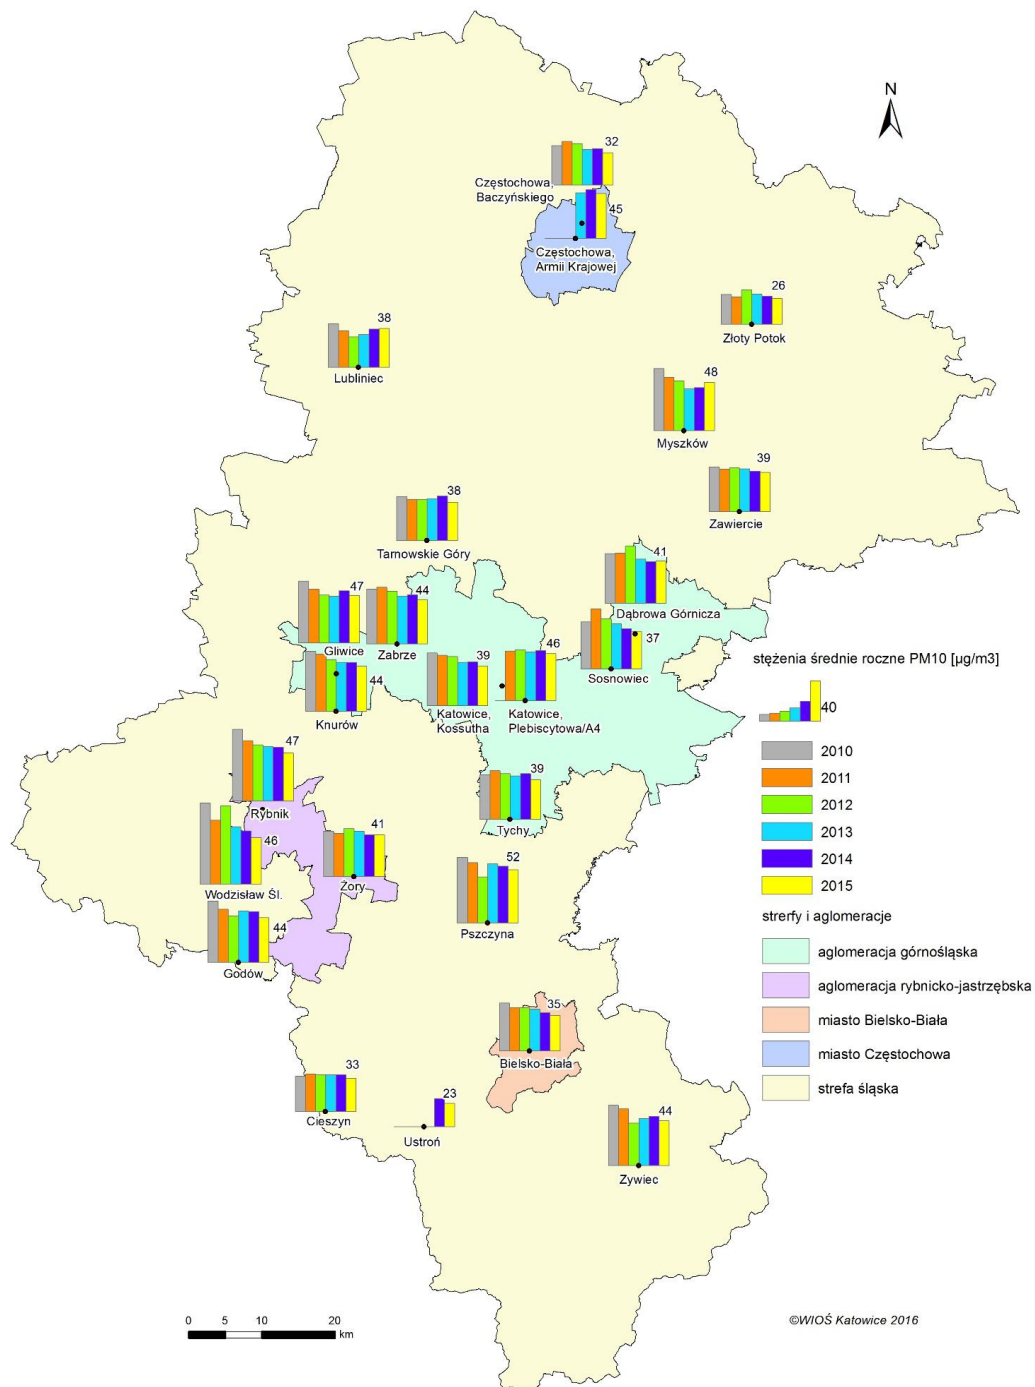 N
32
Częstochowa,
Baczyńskiego
45
Częstochowa,
Armii Krajowej
26
Złoty Potok
38
Lubliniec
48
Myszków
39
Zawiercie
38
Tarnowskie Góry
41
Dąbrowa Górnicza
47
Gliwice
44
Zabrze
37
Sosnowiec
44
Knurów
39
Katowice,
Kossutha
46
Katowice,
Plebiscytowa/A4
stężenia średnie roczne PM10 [µg/m3]
40
2010
2011
2012
2013
2014
2015
strerfy i aglomeracje
aglomeracja górnośląska
aglomeracja rybnicko-jastrzębska
miasto Bielsko-Biała
miasto Częstochowa
strefa śląska
47
Rybnik
39
Tychy
46
Wodzisław Śl.
41
Żory
52
Pszczyna
44
Godów
35
Bielsko-Biała
33
Cieszyn
23
Ustroń
44
Zywiec
0 5 10 20
km
©WIOŚ Katowice 2016